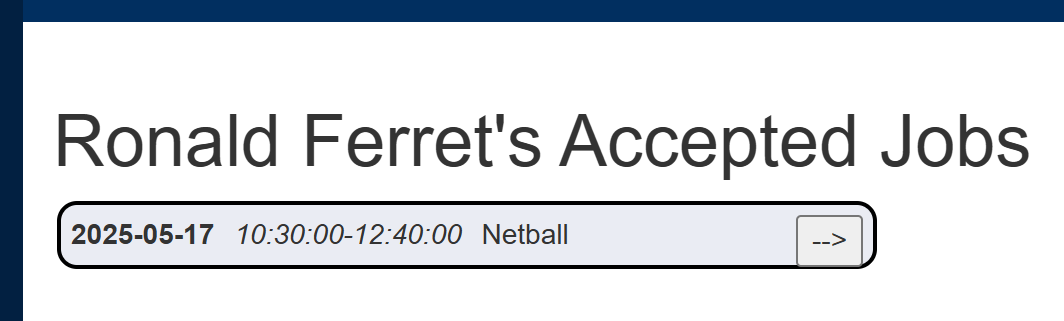 Ronald Ferret's Accepted Jobs
2025-05-17 10:30:00-12:40:00 Netball -->